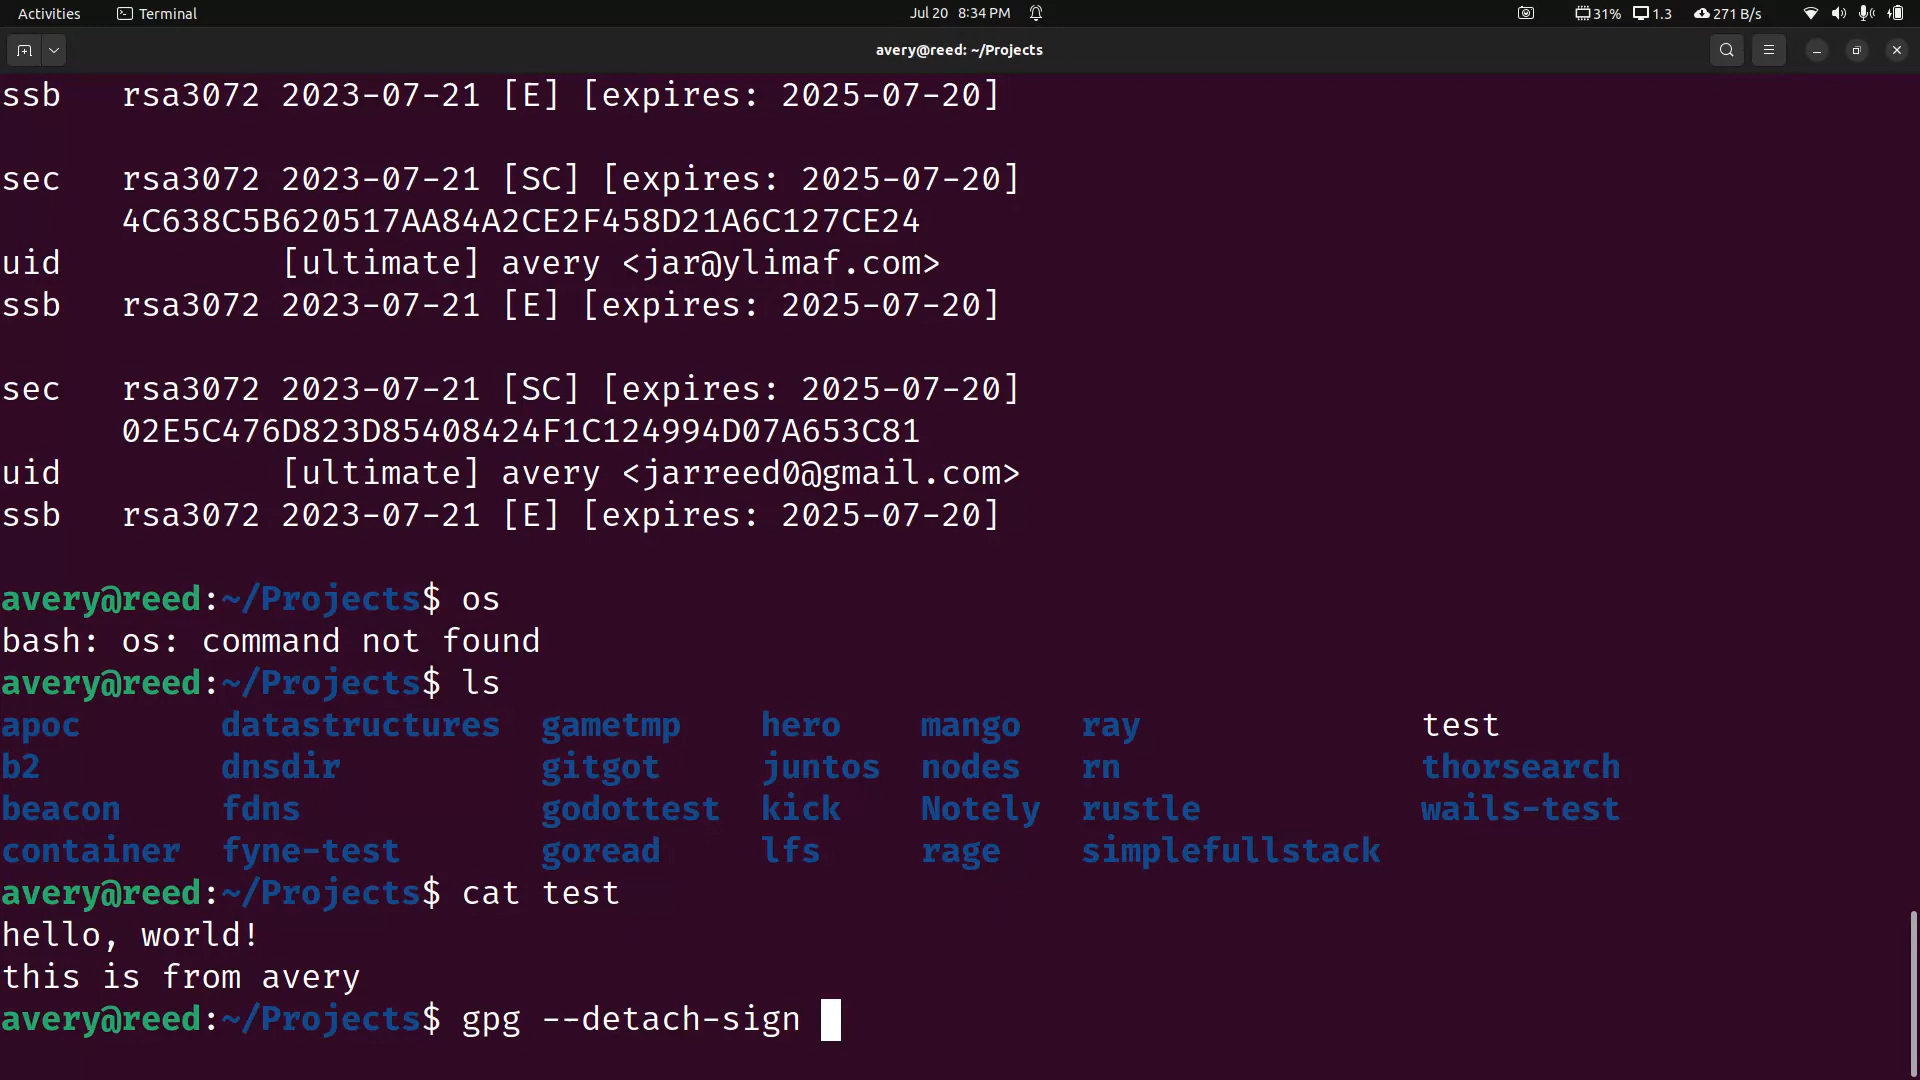 Activities Terminal Jul 20 8:34 PM 31% 1.3 271 B/s
avery@reed: ~/Projects
ssb rsa3072 2023-07-21 [E] [expires: 2025-07-20]
sec rsa3072 2023-07-21 [SC] [expires: 2025-07-20]
4C638C5B620517AA84A2CE2F458D21A6C127CE24
uid [ultimate] avery <jar@ylimaf.com>
ssb rsa3072 2023-07-21 [E] [expires: 2025-07-20]
sec rsa3072 2023-07-21 [SC] [expires: 2025-07-20]
02E5C476D823D85408424F1C124994D07A653C81
uid [ultimate] avery <jarreed0@gmail.com>
ssb rsa3072 2023-07-21 [E] [expires: 2025-07-20]
avery@reed:~/Projects$ os
bash: os: command not found
avery@reed:~/Projects$ ls
apoc datastructures gametmp hero mango ray test
b2 dnsdir gitgot juntos nodes rn thorsearch
beacon fdns godottest kick Notely rustle wails-test
container fyne-test goread lfs rage simplefullstack
avery@reed:~/Projects$ cat test
hello, world!
this is from avery
avery@reed:~/Projects$ gpg --detach-sign